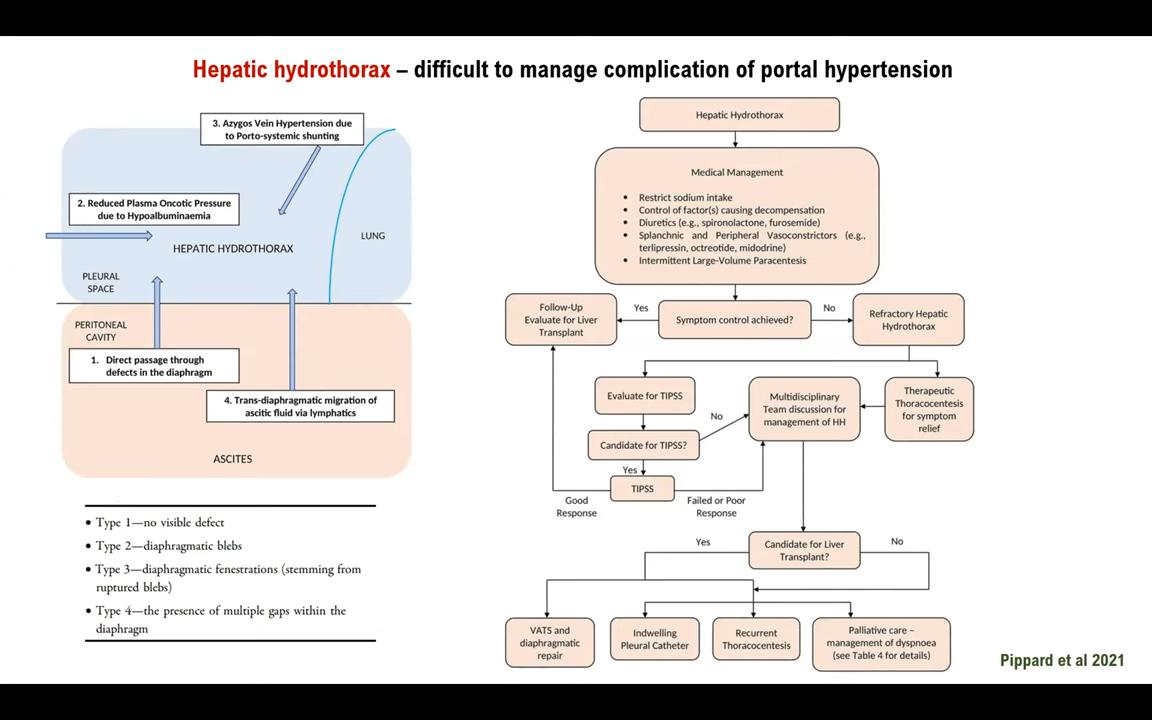 Hepatic hydrothorax – difficult to manage complication of portal hypertension
3. Azygos Vein Hypertension due
to Porto-systemic shunting
2. Reduced Plasma Oncotic Pressure
due to Hypoalbuminaemia
HEPATIC HYDROTHORAX
LUNG
PLEURAL
SPACE
PERITONEAL
CAVITY
1. Direct passage through
defects in the diaphragm
4. Trans-diaphragmatic migration of
ascitic fluid via lymphatics
ASCITES
• Type 1—no visible defect
• Type 2—diaphragmatic blebs
• Type 3—diaphragmatic fenestrations (stemming from
ruptured blebs)
• Type 4—the presence of multiple gaps within the
diaphragm
Hepatic Hydrothorax
Medical Management
• Restrict sodium intake
• Control of factor(s) causing decompensation
• Diuretics (e.g., spironolactone, furosemide)
• Splanchnic and Peripheral Vasoconstrictors (e.g.,
terlipressin, octreotide, midodrine)
• Intermittent Large-Volume Paracentesis
Follow-Up
Evaluate for Liver
Transplant
Yes
Symptom control achieved?
No
Refractory Hepatic
Hydrothorax
Evaluate for TIPSS
Multidisciplinary
Team discussion for
management of HH
Therapeutic
Thoracocentesis
for symptom
relief
No
Candidate for TIPSS?
Yes
TIPSS
Good
Response
Failed or Poor
Response
Yes
Candidate for Liver
Transplant?
No
VATS and
diaphragmatic
repair
Indwelling
Pleural Catheter
Recurrent
Thoracocentesis
Palliative care –
management of dyspnoea
(see Table 4 for details)
Pippard et al 2021